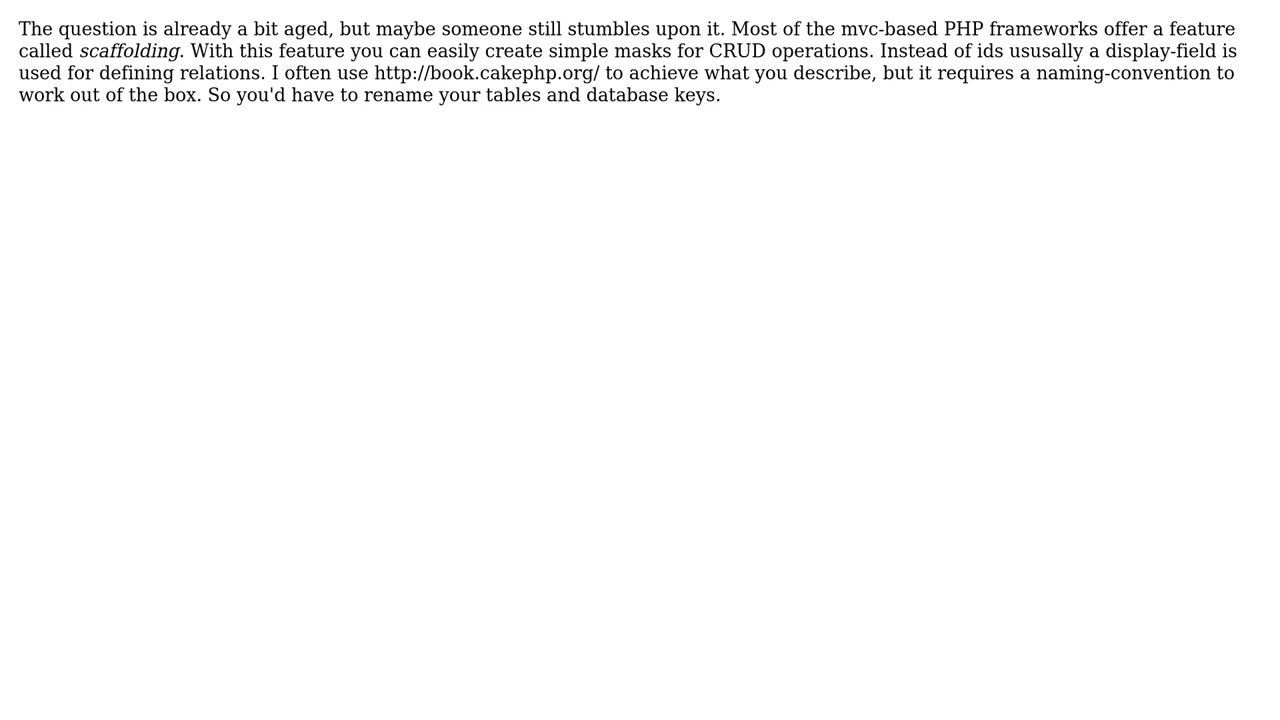 The question is already a bit aged, but maybe someone still stumbles upon it. Most of the mvc-based PHP frameworks offer a feature
called scaffolding. With this feature you can easily create simple masks for CRUD operations. Instead of ids ususally a display-field is
used for defining relations. I often use http://book.cakephp.org/ to achieve what you describe, but it requires a naming-convention to
work out of the box. So you'd have to rename your tables and database keys.